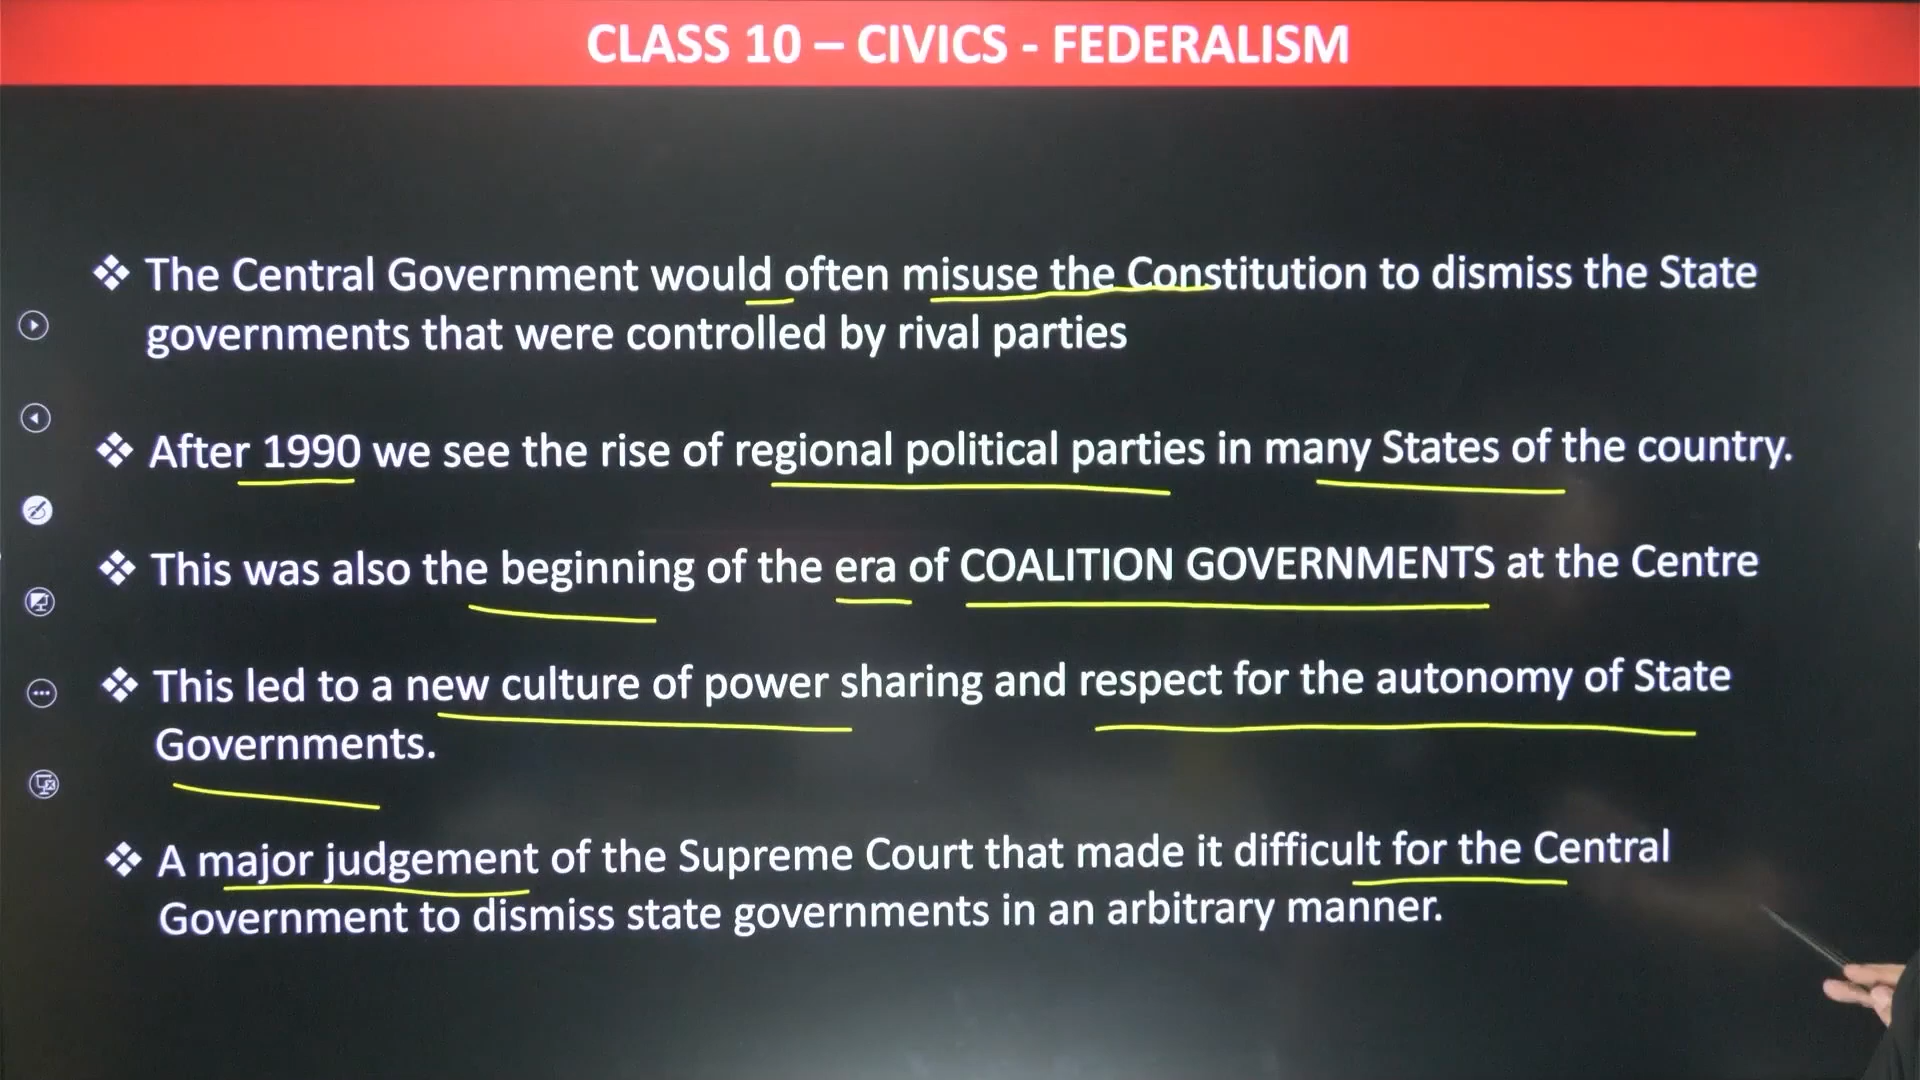 CLASS 10 – CIVICS - FEDERALISM
❖ The Central Government would often misuse the Constitution to dismiss the State
governments that were controlled by rival parties
❖ After 1990 we see the rise of regional political parties in many States of the country.
❖ This was also the beginning of the era of COALITION GOVERNMENTS at the Centre
❖ This led to a new culture of power sharing and respect for the autonomy of State
Governments.
❖ A major judgement of the Supreme Court that made it difficult for the Central
Government to dismiss state governments in an arbitrary manner.